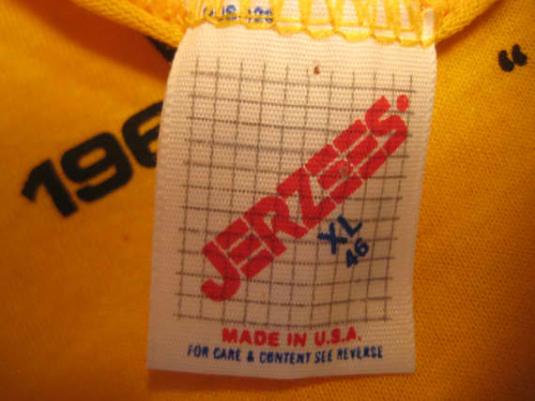 196
“
JERZEES
XL
46
MADE IN U.S.A.
FOR CARE & CONTENT SEE REVERSE